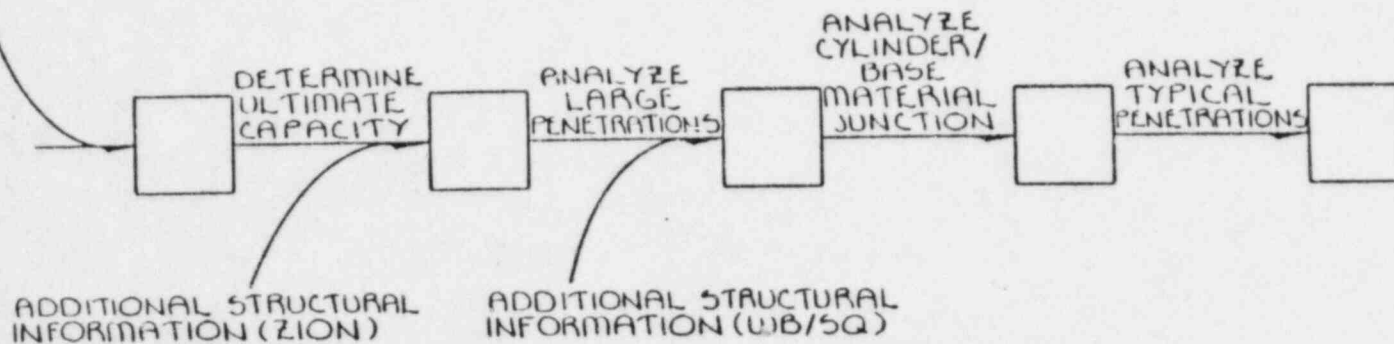 DETERMINE
ULTIMATE
CAPACITY
ANALYZE
LARGE
PENETRATIONS
ANALYZE
CYLINDER/
BASE
MATERIAL
JUNCTION
ANALYZE
TYPICAL
PENETRATIONS
ADDITIONAL STRUCTURAL
INFORMATION (ZION)
ADDITIONAL STRUCTURAL
INFORMATION (WB/SQ)